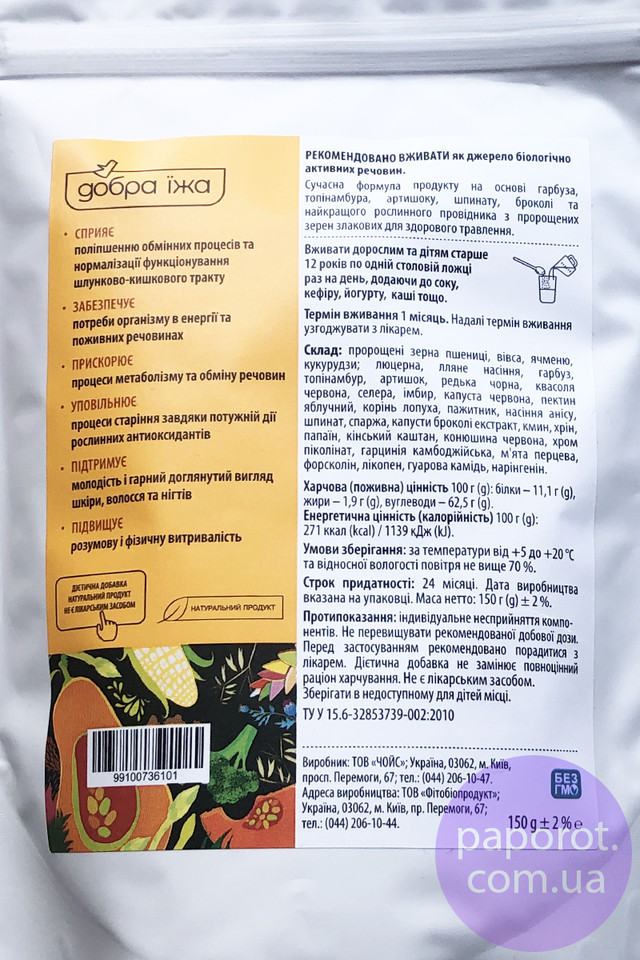 добра їжа
• СПРИЯЄ
поліпшенню обмінних процесів та
нормалізації функціонування
шлунково-кишкового тракту
• ЗАБЕЗПЕЧУЄ
потреби організму в енергії та
поживних речовинах
• ПРИСКОРЮЄ
процеси метаболізму та обміну речовин
• УПОВІЛЬНЮЄ
процеси старіння завдяки потужній дії
рослинних антиоксидантів
• ПІДТРИМУЄ
молодість і гарний доглянутий вигляд
шкіри, волосся та нігтів
• ПІДВИЩУЄ
розумову і фізичну витривалість
ДІЄТИЧНА ДОБАВКА
НАТУРАЛЬНИЙ ПРОДУКТ
НЕ Є ЛІКАРСЬКИМ ЗАСОБОМ
НАТУРАЛЬНИЙ ПРОДУКТ
99100736101
РЕКОМЕНДОВАНО ВЖИВАТИ як джерело біологічно
активних речовин.
Сучасна формула продукту на основі гарбуза,
топінамбура, артишоку, шпинату, броколі та
найкращого рослинного провідника з пророщених
зерен злакових для здорового травлення.
Вживати дорослим та дітям старше
12 років по одній столовій ложці
раз на день, додаючи до соку,
кефіру, йогурту, каші тощо.
Термін вживання 1 місяць. Надалі термін вживання
узгоджувати з лікарем.
Склад: пророщені зерна пшениці, вівса, ячменю,
кукурудзи; люцерна, лляне насіння, гарбуз,
топінамбур, артишок, редька чорна, квасоля
червона, селера, імбир, капуста червона, пектин
яблучний, корінь лопуха, пажитник, насіння анісу,
шпинат, спаржа, капусти броколі екстракт, кмин, хрін,
папаїн, кінський каштан, конюшина червона, хром
піколінат, гарцинія камбоджійська, м'ята перцева,
форсколін, лікопен, гуарова камідь, нарінгенін.
Харчова (поживна) цінність 100 г (g): білки – 11,1 г (g),
жири – 1,9 г (g), вуглеводи – 62,5 г (g).
Енергетична цінність (калорійність) 100 г (g):
271 ккал (kcal) / 1139 кДж (kJ).
Умови зберігання: за температури від +5 до +20 °С
та відносної вологості повітря не вище 70 %.
Строк придатності: 24 місяці. Дата виробництва
вказана на упаковці. Маса нетто: 150 г (g) ± 2 %.
Протипоказання: індивідуальне несприйняття компо-
нентів. Не перевищувати рекомендованої добової дози.
Перед застосуванням рекомендовано порадитися з
лікарем. Дієтична добавка не замінює повноцінний
раціон харчування. Не є лікарським засобом.
Зберігати в недоступному для дітей місці.
ТУ У 15.6-32853739-002:2010
Виробник: ТОВ «ЧОЙС»; Україна, 03062, м. Київ,
просп. Перемоги, 67; тел.: (044) 206-10-47.
Адреса виробництва: ТОВ «Фітобіопродукт»;
Україна, 03062, м. Київ, пр. Перемоги, 67;
тел.: (044) 206-10-44.
БЕЗ
ГМО
150 g ± 2 % e
paporot.
com.ua